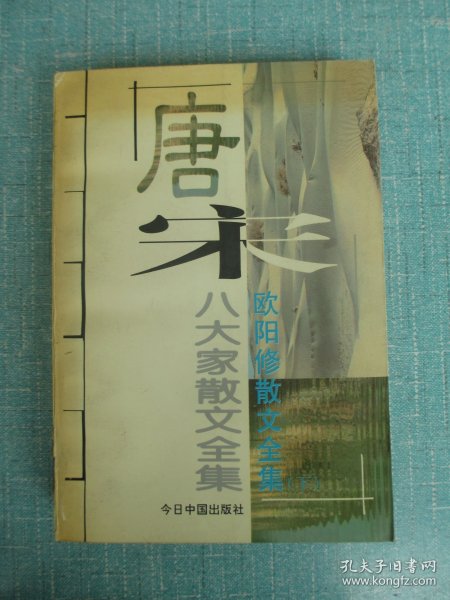 唐
宋
八大家散文全集
欧阳修散文全集(下)
今日中国出版社
孔夫子旧书网
www.kongfz.com